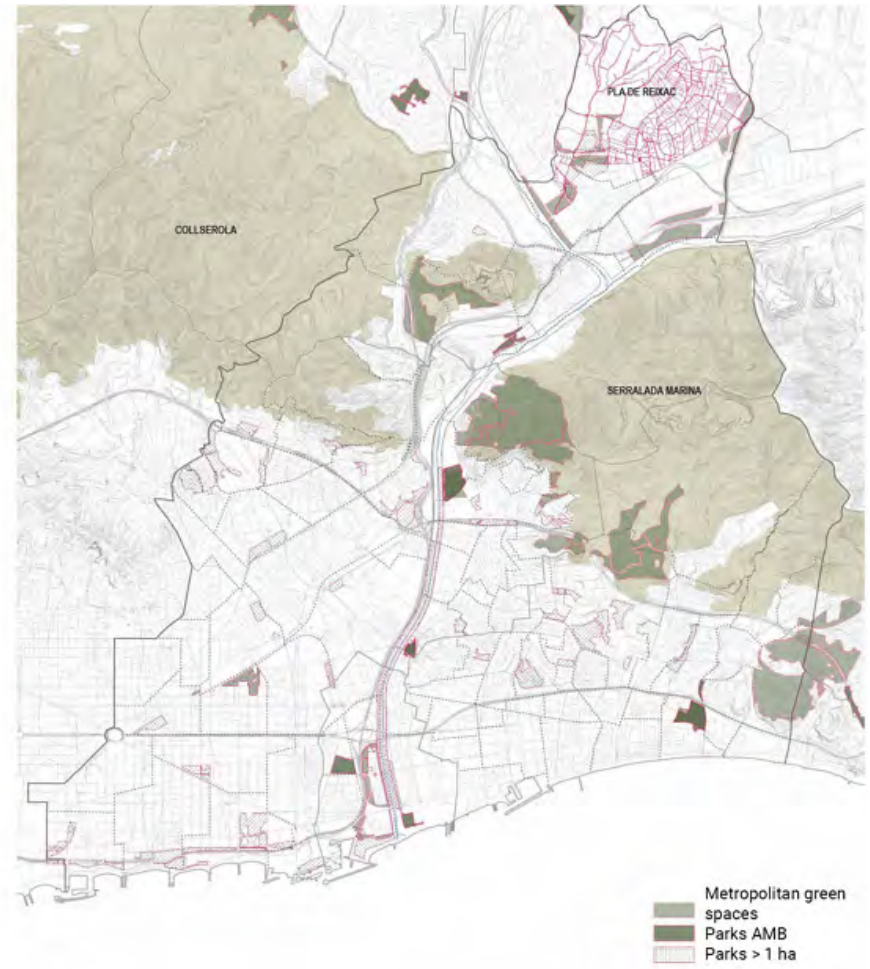 PLA DE REIXAC
COLLSEROLA
SERRALADA MARINA
Metropolitan green
spaces
Parks AMB
Parks > 1 ha